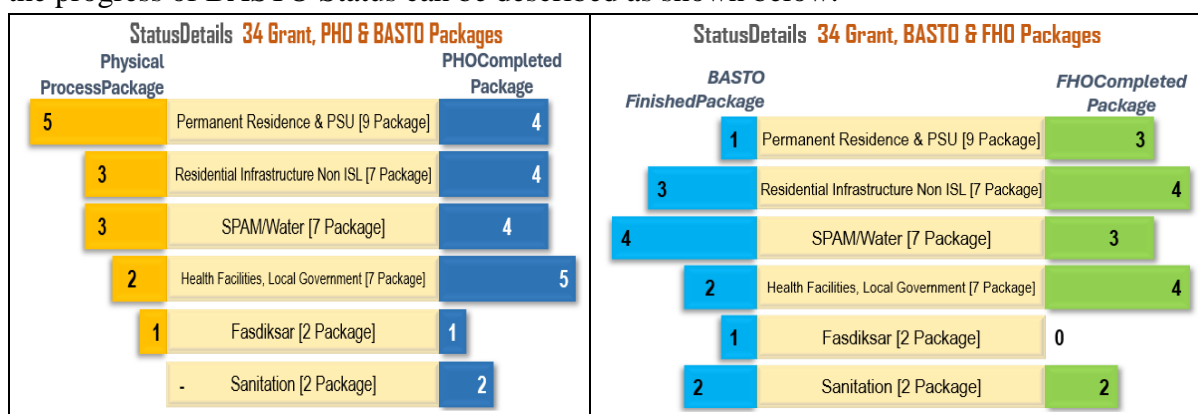 the progress of BASTO Status can be described as shown below:
StatusDetails 34 Grant, PHO & BASTO Packages
Physical
ProcessPackage
PHOCompleted
Package
5 Permanent Residence & PSU [9 Package] 4
3 Residential Infrastructure Non ISL [7 Package] 4
3 SPAM/Water [7 Package] 4
2 Health Facilities, Local Government [7 Package] 5
1 Fasdiksar [2 Package] 1
- Sanitation [2 Package] 2
StatusDetails 34 Grant, BASTO & FHO Packages
BASTO
FinishedPackage
FHOCompleted
Package
1 Permanent Residence & PSU [9 Package] 3
3 Residential Infrastructure Non ISL [7 Package] 4
4 SPAM/Water [7 Package] 3
2 Health Facilities, Local Government [7 Package] 4
1 Fasdiksar [2 Package] 0
2 Sanitation [2 Package] 2